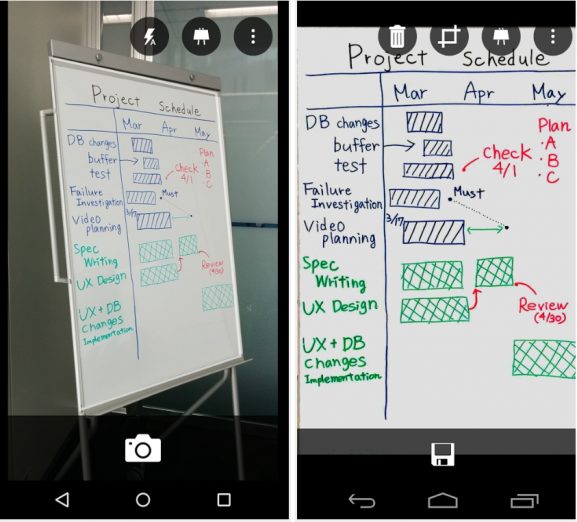 Project Schedule
Mar Apr May
DB changes
buffer
test
Check
4/1
Plan
A
B
C
Failure
Investigation
Must
3/17
Video
planning
Spec
Writing
UX Design
Review
(4/30)
UX + DB
Changes
Implementation
Project Schedule
Mar Apr May
DB changes
buffer
test
Check
4/1
Plan
·A
·B
·C
Failure
Investigation
Must
3/17
Video
planning
Spec
Writing
UX Design
Review
(4/30)
UX + DB
Changes
Implementation